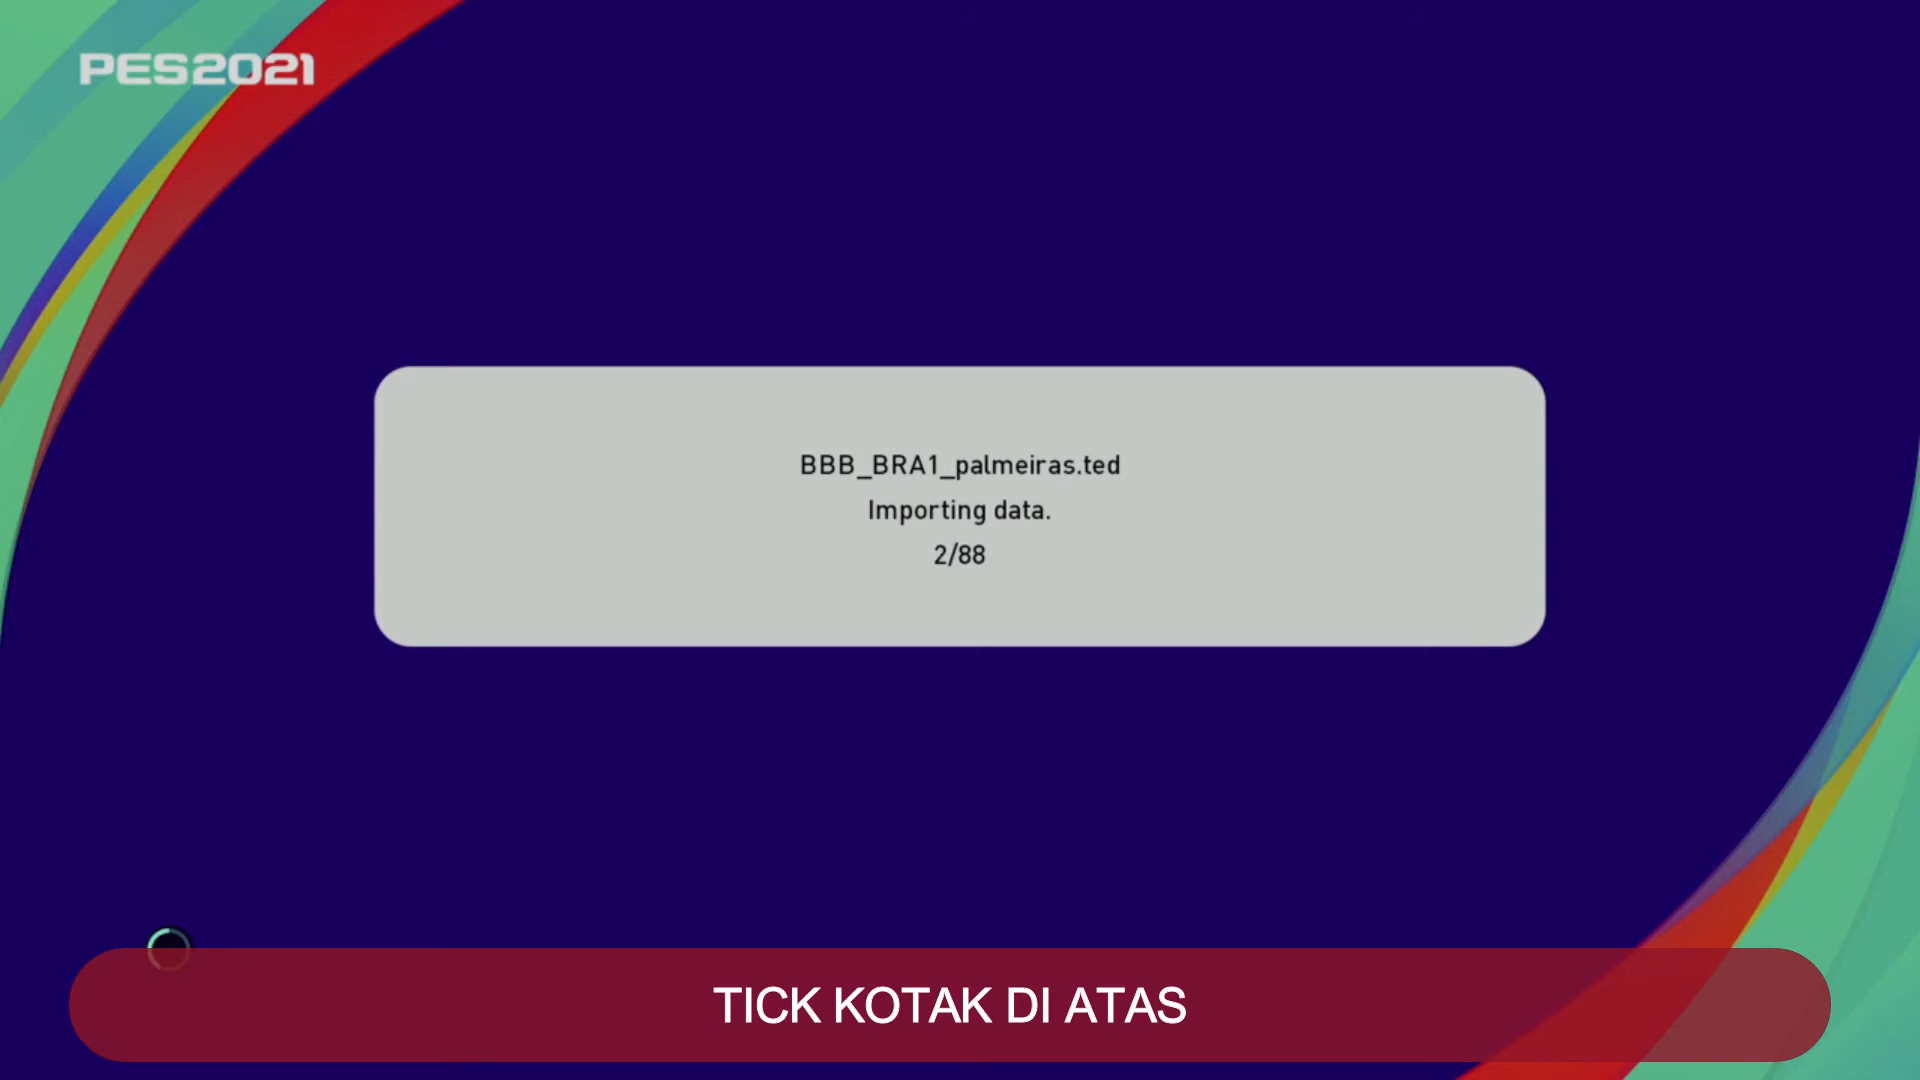 PES2021
BBB_BRA1_palmeiras.ted
Importing data.
2/88
TICK KOTAK DI ATAS